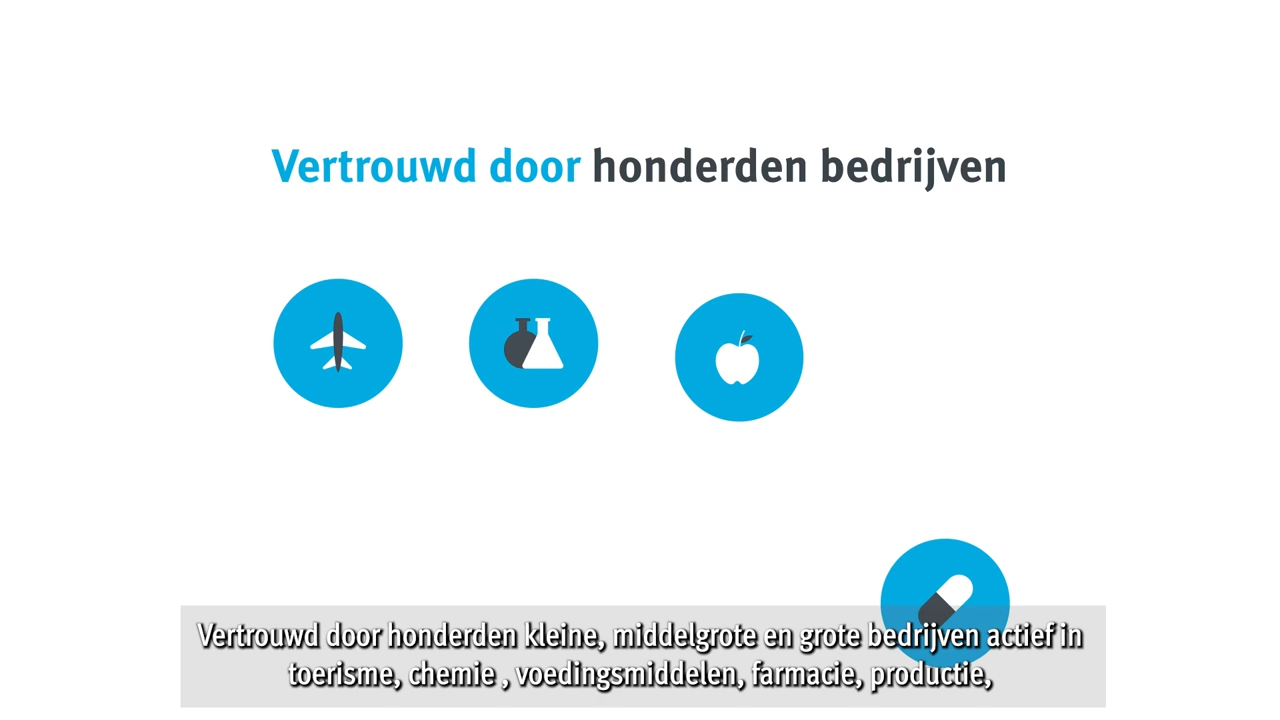 Vertrouwd door honderden bedrijven
Vertrouwd door honderden kleine, middelgrote en grote bedrijven actief in
toerisme, chemie , voedingsmiddelen, farmacie, productie,